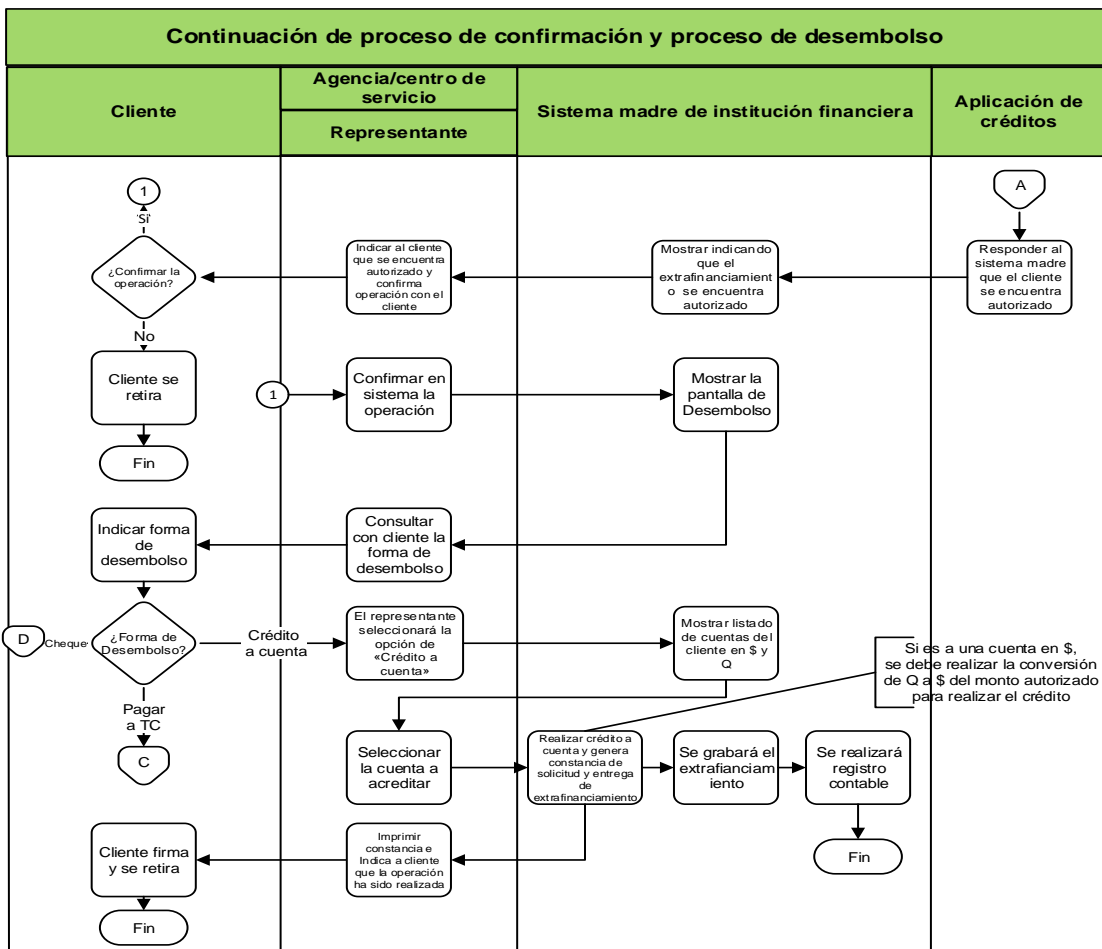 Continuación de proceso de confirmación y proceso de desembolso
Cliente
Agencia/centro de
servicio
Representante
Sistema madre de institución financiera
Aplicación de
créditos
1
Si
¿Confirmar la
operación?
Indicar al cliente
que se encuentra
autorizado y
confirma
operación con el
cliente
Mostrar indicando
que el
extrafinanciamient
o se encuentra
autorizado
A
Responder al
sistema madre
que el cliente
se encuentra
autorizado
No
Cliente se
retira
Fin
1
Confirmar en
sistema la
operación
Mostrar la
pantalla de
Desembolso
Indicar forma
de
desembolso
Consultar
con cliente la
forma de
desembolso
D
Cheque
¿Forma de
Desembolso?
Crédito
a cuenta
El representante
seleccionará la
opción de
«Crédito a
cuenta»
Mostrar listado
de cuentas del
cliente en $ y
Q
Si es a una cuenta en $,
se debe realizar la conversión
de Q a $ del monto autorizado
para realizar el crédito
Pagar
a TC
C
Seleccionar
la cuenta a
acreditar
Realizar crédito a
cuenta y genera
constancia de
solicitud y entrega
de
extrafinanciamiento
Se grabará el
extrafianciam
iento
Se realizará
registro
contable
Fin
Cliente firma
y se retira
Imprimir
constancia e
Indica a cliente
que la operación
ha sido realizada
Fin